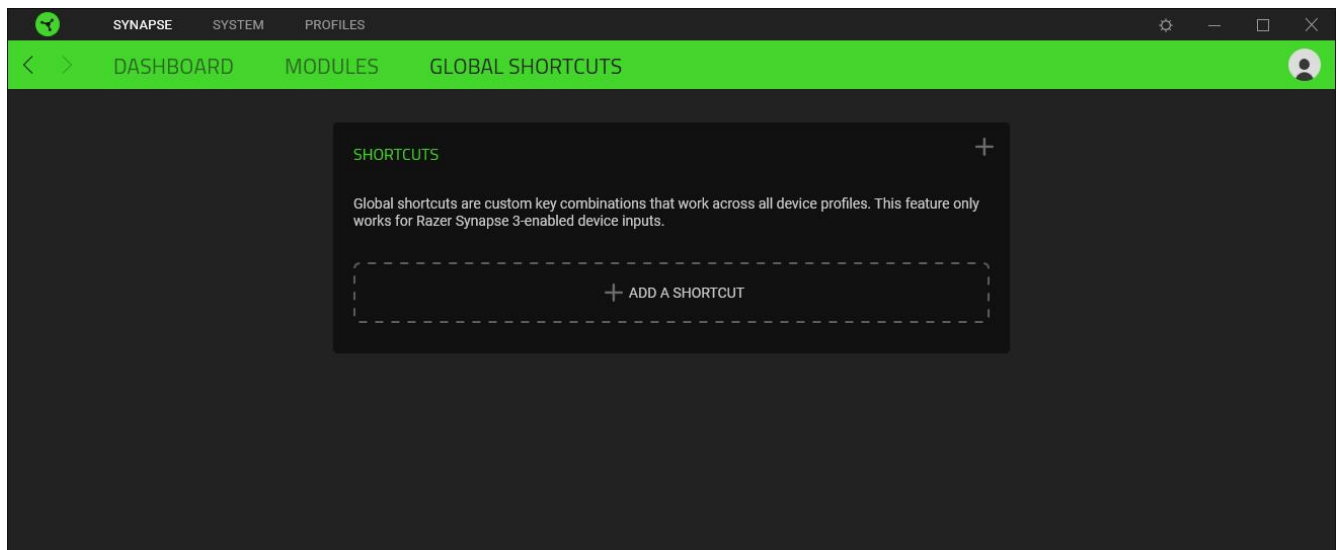 SYNAPSE SYSTEM PROFILES
DASHBOARD MODULES GLOBAL SHORTCUTS
SHORTCUTS
Global shortcuts are custom key combinations that work across all device profiles. This feature only
works for Razer Synapse 3-enabled device inputs.
ADD A SHORTCUT